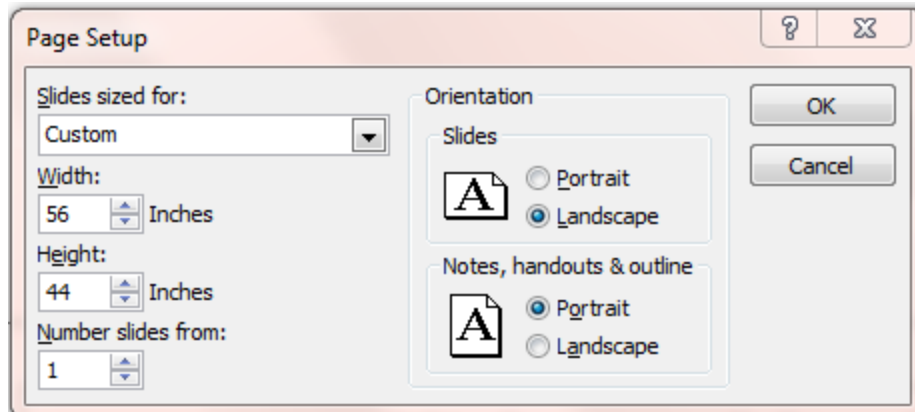 Page Setup
Slides sized for:
Custom
Width:
56 Inches
Height:
44 Inches
Number slides from:
1
Orientation
Slides
A
Portrait
Landscape
Notes, handouts & outline
A
Portrait
Landscape
OK
Cancel